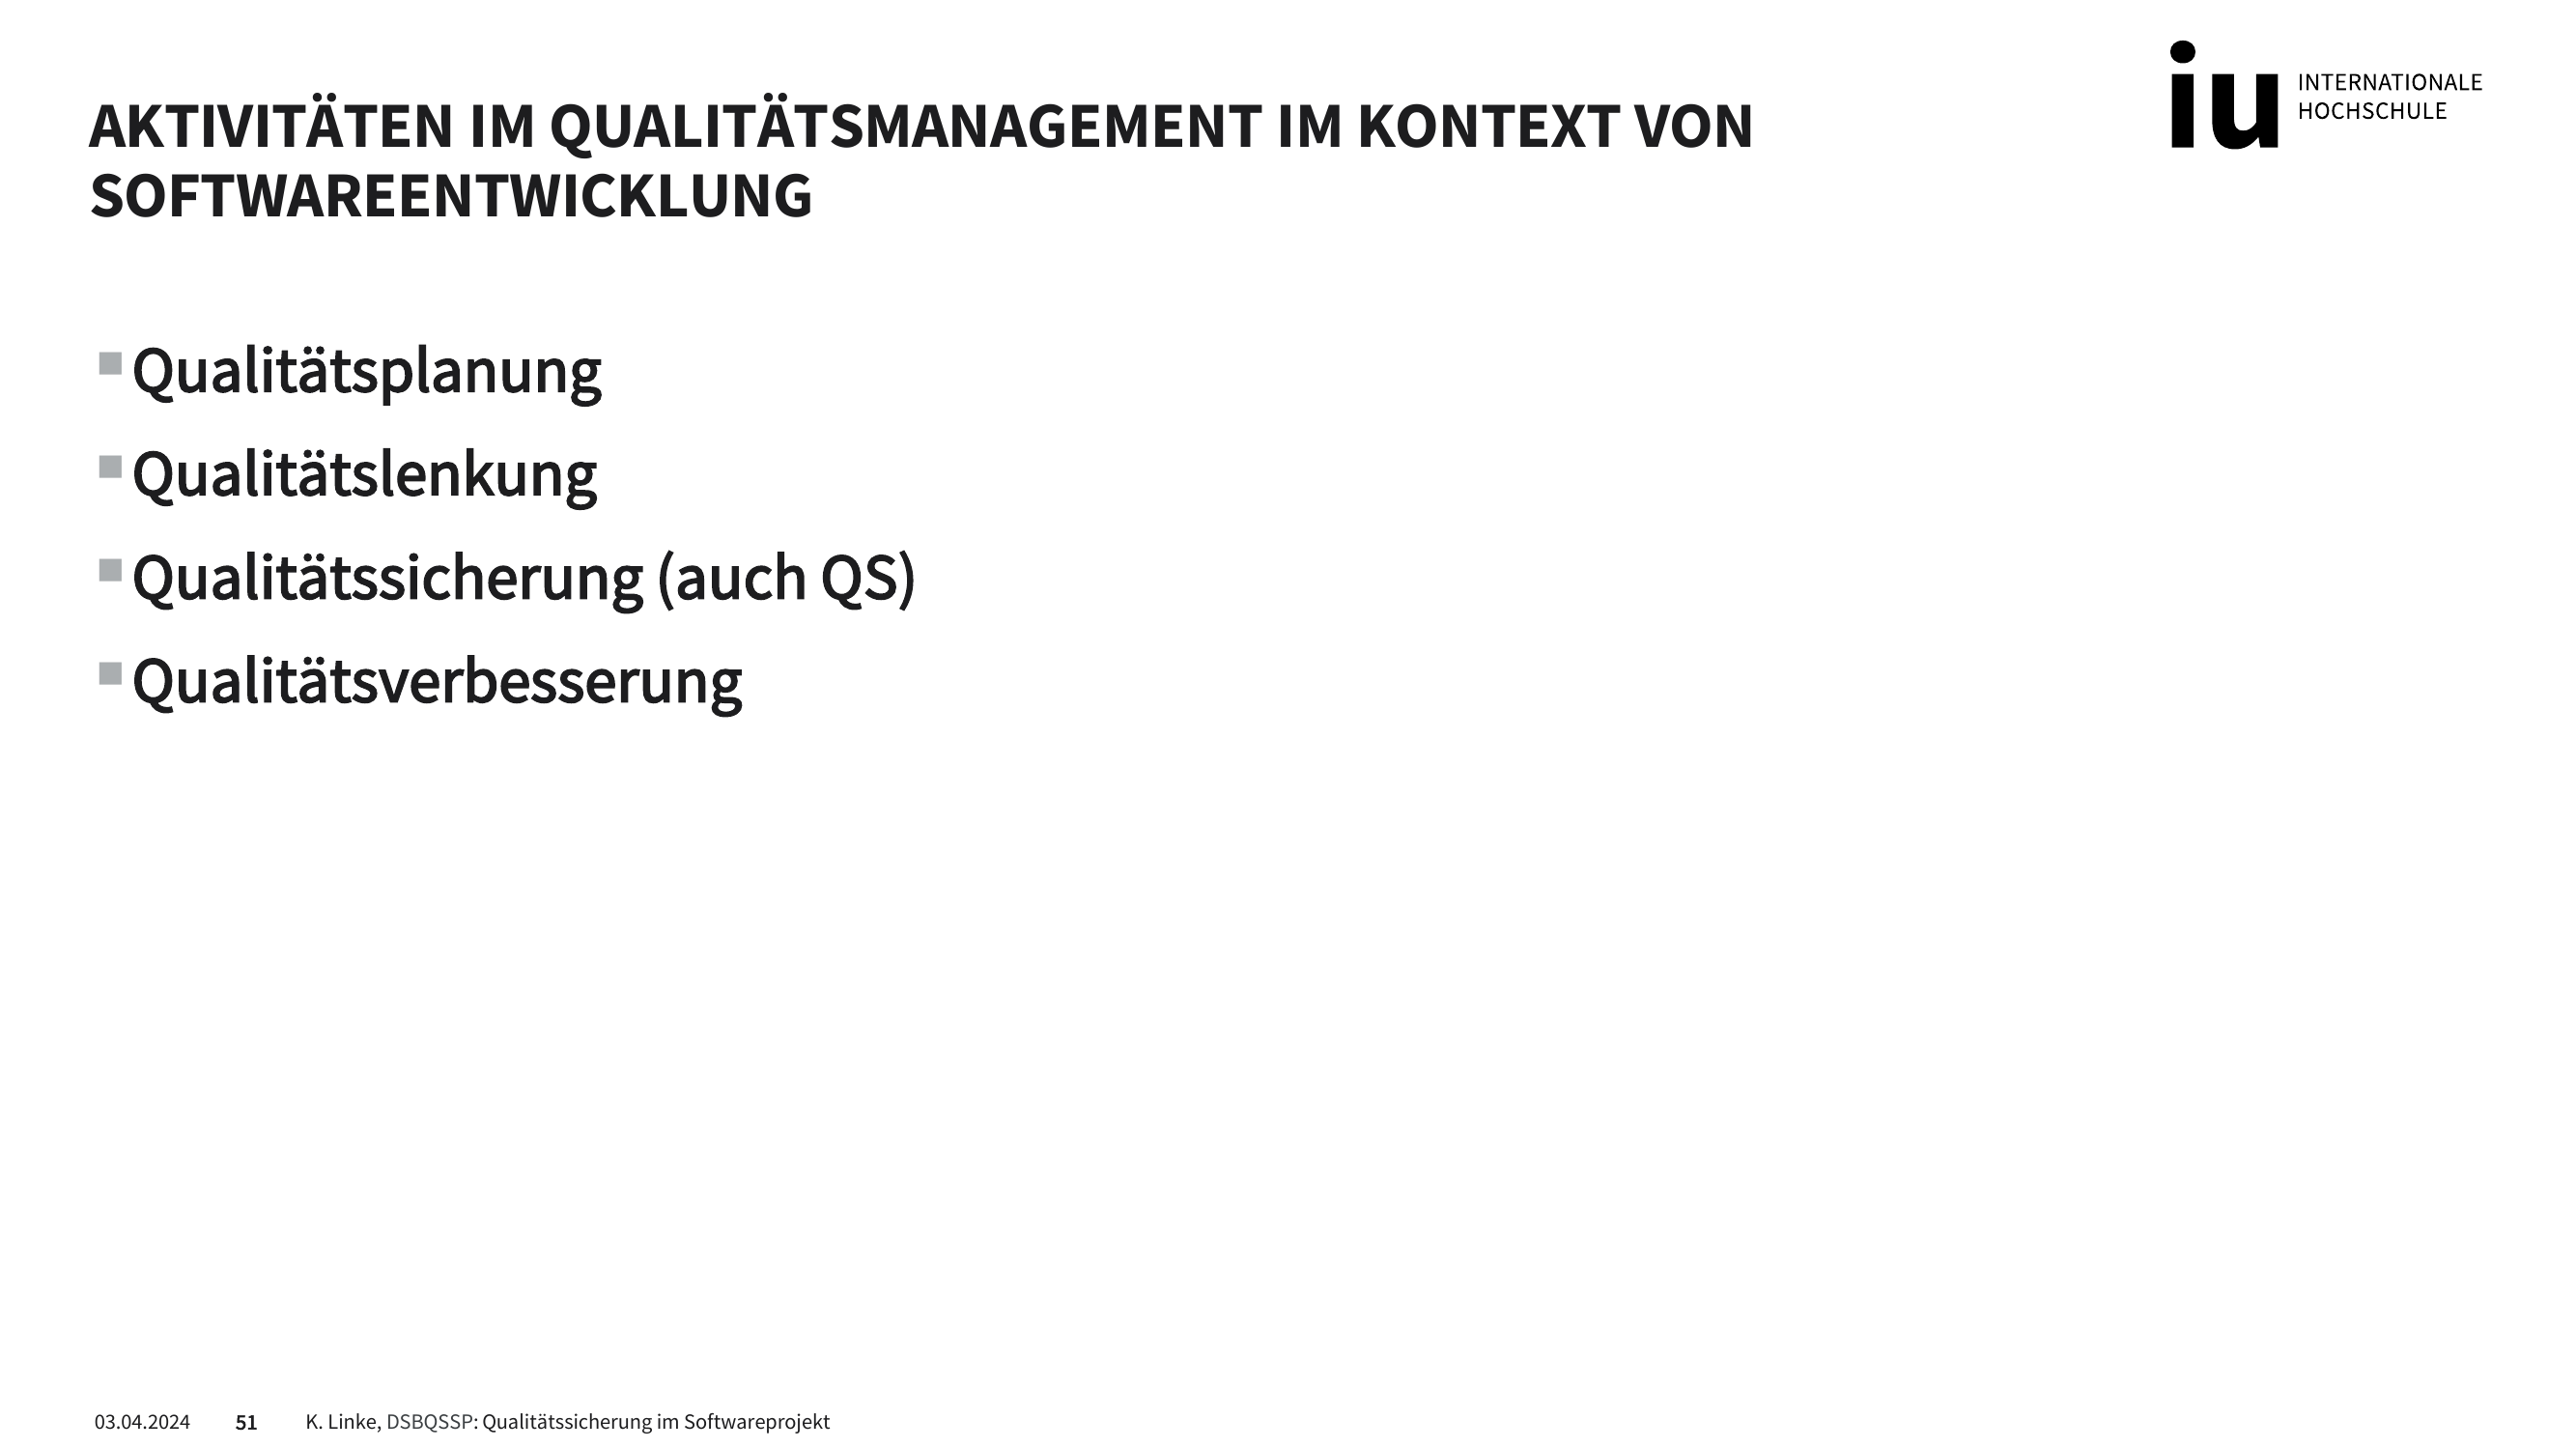 AKTIVITÄTEN IM QUALITÄTSMANAGEMENT IM KONTEXT VON
SOFTWAREENTWICKLUNG
iu INTERNATIONALE
HOCHSCHULE
Qualitätsplanung
Qualitätslenkung
Qualitätssicherung (auch QS)
Qualitätsverbesserung
03.04.2024 51 K. Linke, DSBQSSP: Qualitätssicherung im Softwareprojekt